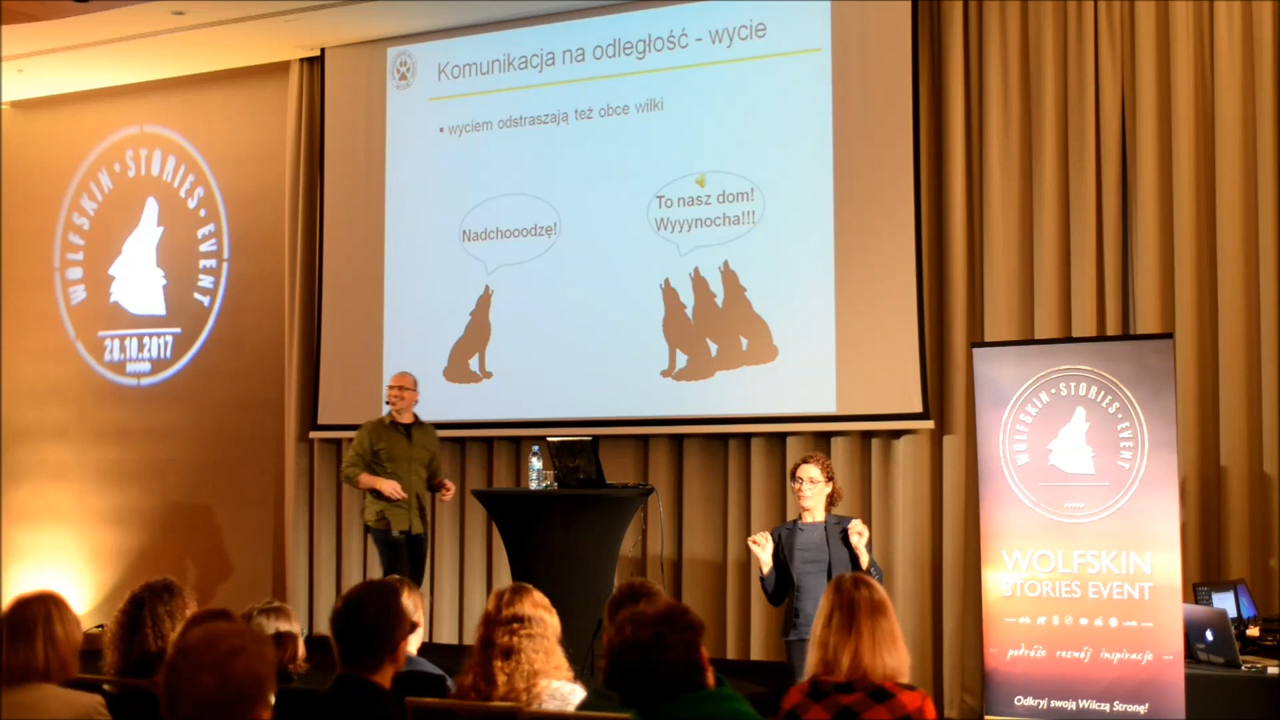 Komunikacja na odległość - wycie
▪ wyciem odstraszają też obce wilki
Nadchooodzę!
To nasz dom!
Wyyynocha!!!
WOLFSKIN • STORIES • EVENT
28.10.2017
WOLFSKIN • STORIES • EVENT
WOLFSKIN
STORIES EVENT
podróże rozwój inspiracje ...
Odkryj swoją Wilczą Stronę!